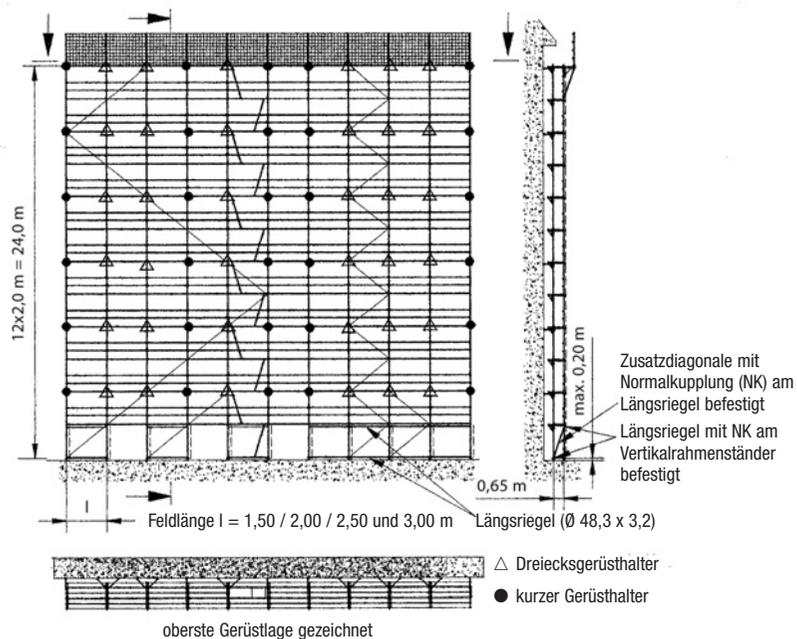 12x2,0 m = 24,0 m
max. 0,20 m
Zusatzdiagonale mit
Normalkupplung (NK) am
Längsriegel befestigt
Längsriegel mit NK am
Vertikalrahmenständer
befestigt
0,65 m
l
Feldlänge l = 1,50 / 2,00 / 2,50 und 3,00 m
Längsriegel (Ø 48,3 x 3,2)
△ Dreiecksgerüsthalter
● kurzer Gerüsthalter
oberste Gerüstlage gezeichnet